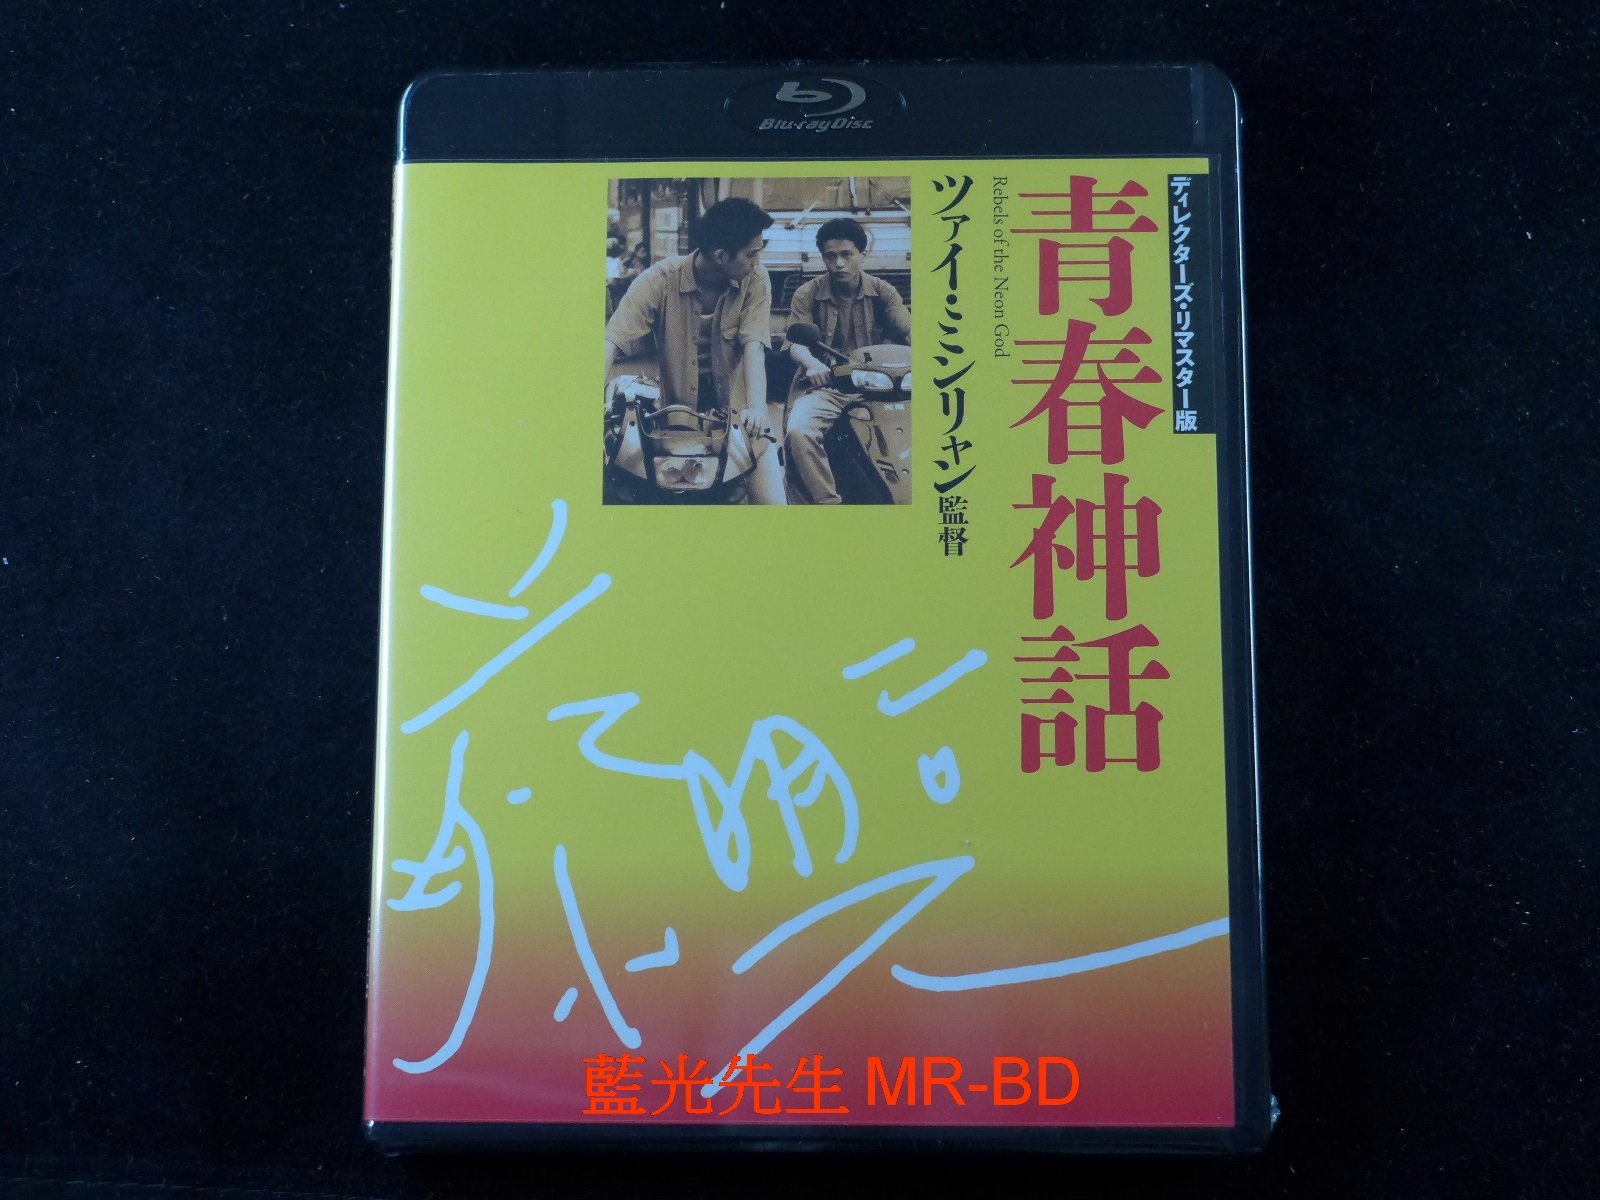 Blu-ray Disc
ディレクターズ・リマスター版
青春神話
Rebels of the Neon God
ツァイ・ミンリャン監督
蔡明亮
藍光先生 MR-BD